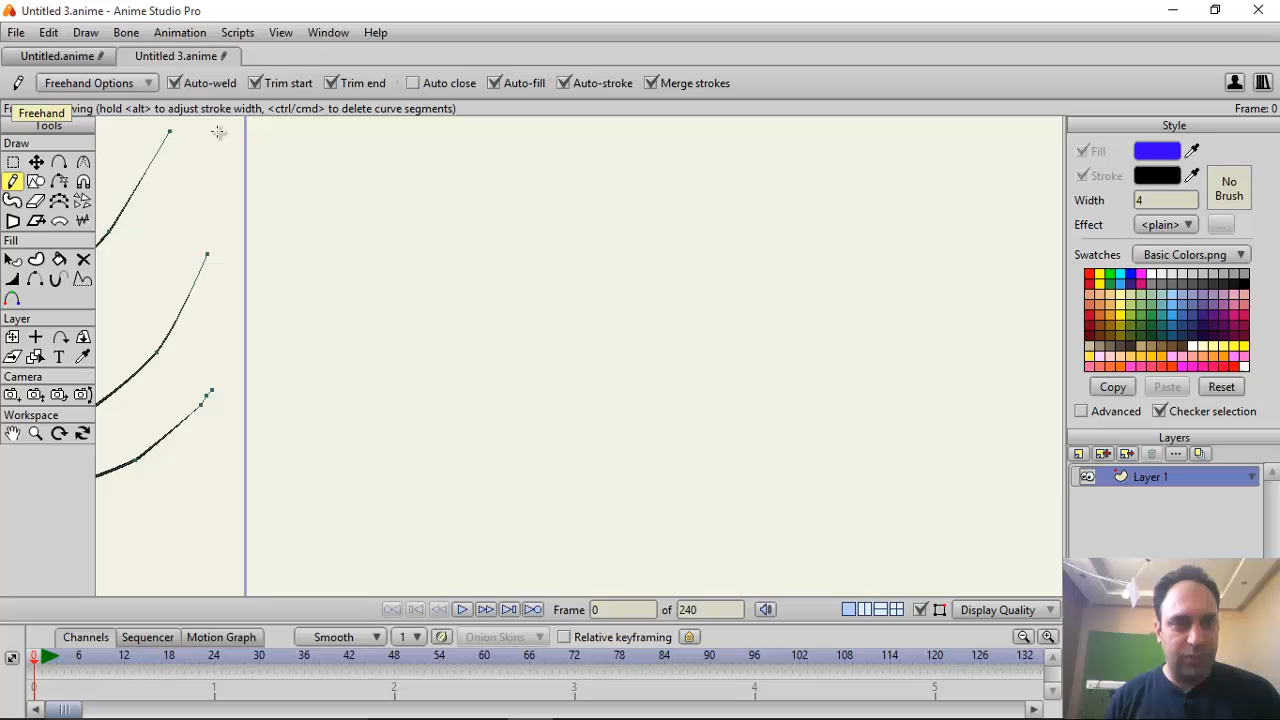 Untitled 3.anime - Anime Studio Pro
File Edit Draw Bone Animation Scripts View Window Help
Untitled.anime Untitled 3.anime
Freehand Options Auto-weld Trim start Trim end Auto close Auto-fill Auto-stroke Merge strokes
(hold <alt> to adjust stroke width, <ctrl/cmd> to delete curve segments) Frame: 0
Freehand
Tools
Draw
Fill
Layer
Camera
Workspace
Style
Fill
Stroke
No Brush
Width 4
Effect <plain> ...
Swatches Basic Colors.png
Copy Paste Reset
Advanced Checker selection
Layers
Layer 1
Frame 0 of 240 Display Quality
Channels Sequencer Motion Graph Smooth 1 Onion Skins Relative keyframing
0 6 12 18 24 30 36 42 48 54 60 66 72 78 84 90 96 102 108 114 120 126 132
0 1 2 3 4 5